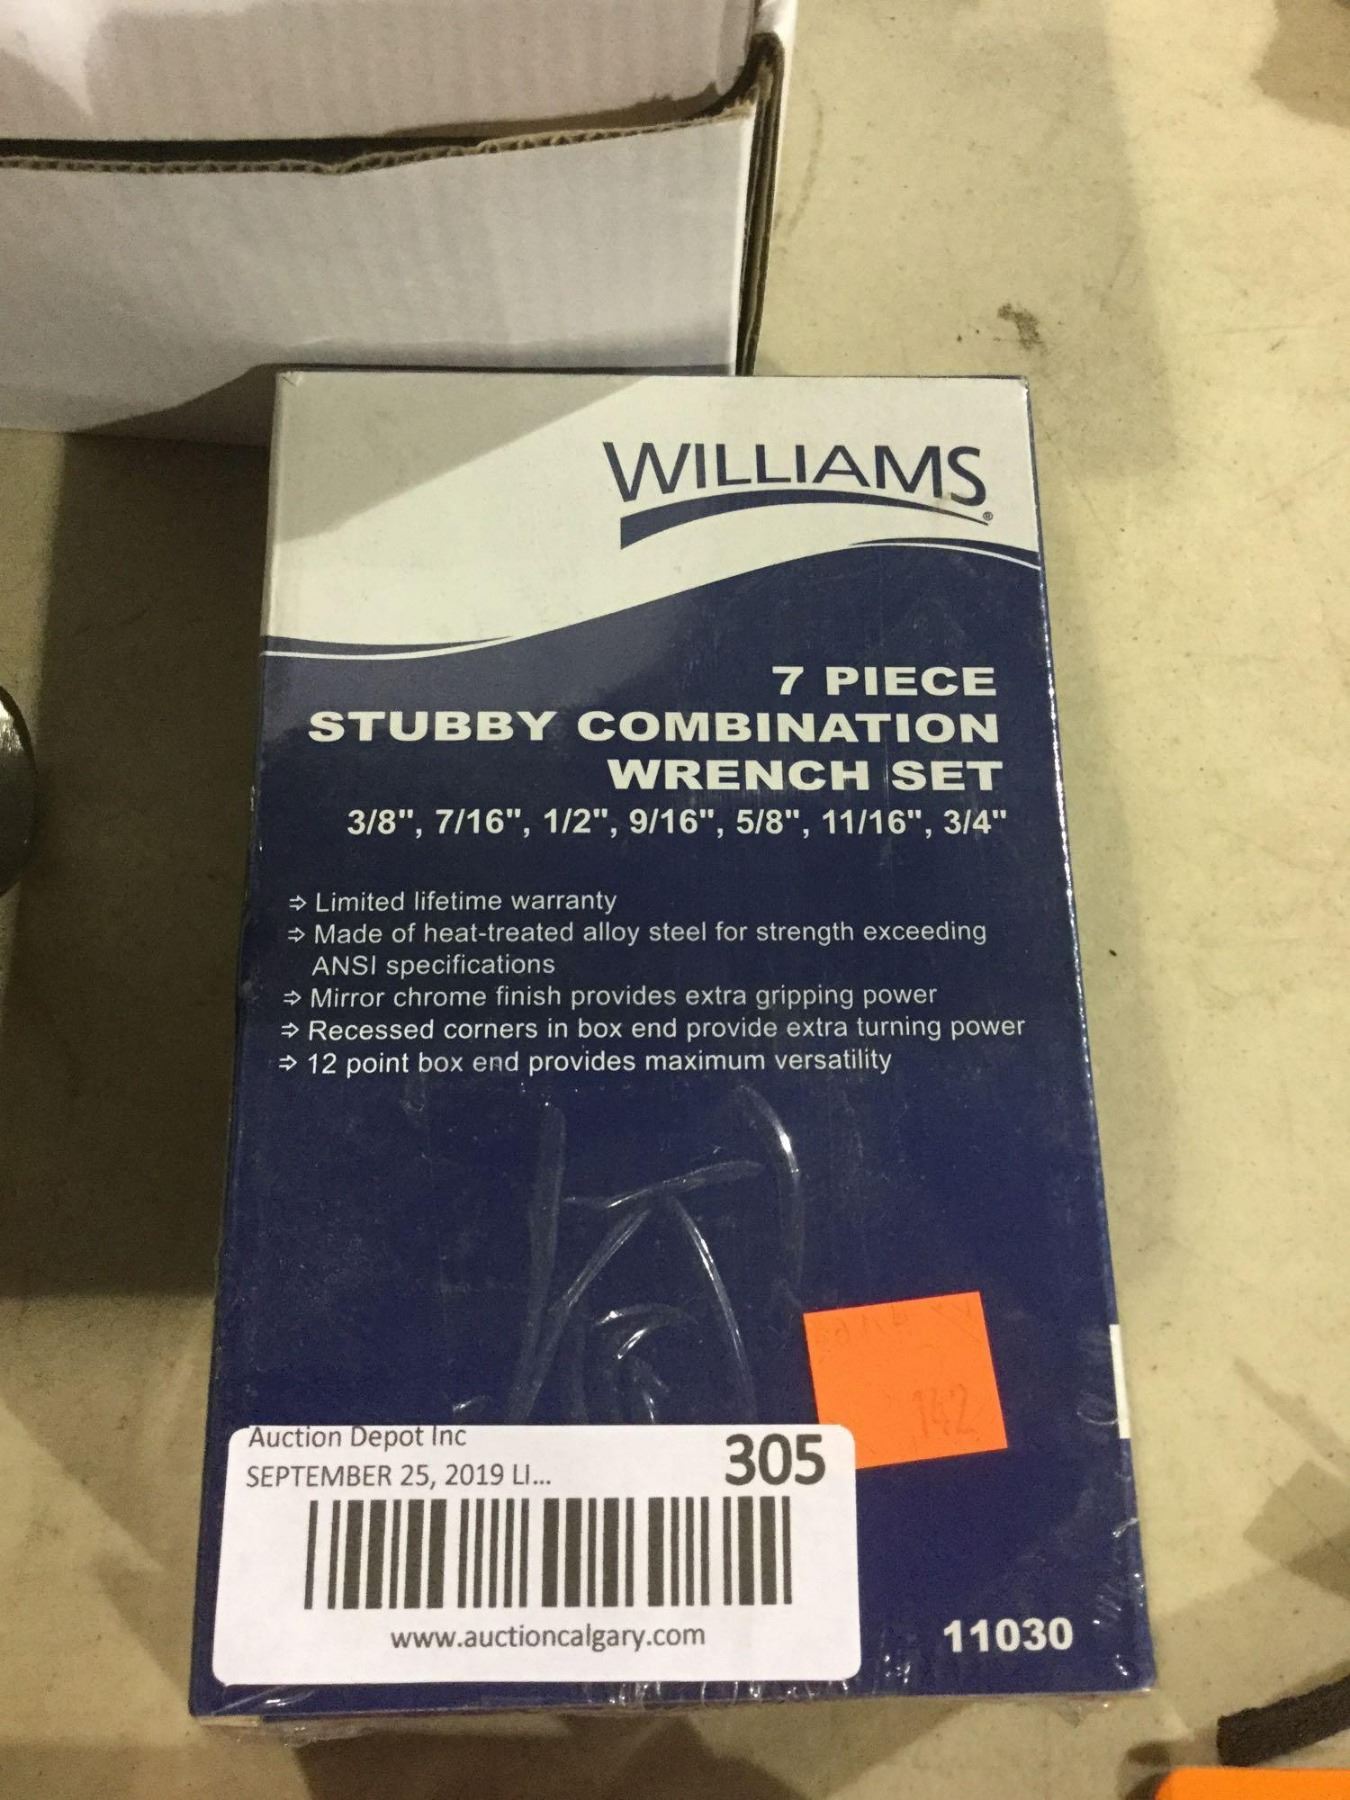 WILLIAMS®
7 PIECE
STUBBY COMBINATION
WRENCH SET
3/8", 7/16", 1/2", 9/16", 5/8", 11/16", 3/4"
⇨ Limited lifetime warranty
⇨ Made of heat-treated alloy steel for strength exceeding
ANSI specifications
⇨ Mirror chrome finish provides extra gripping power
⇨ Recessed corners in box end provide extra turning power
⇨ 12 point box end provides maximum versatility
142
Auction Depot Inc
305
SEPTEMBER 25, 2019 LI...
www.auctioncalgary.com
11030